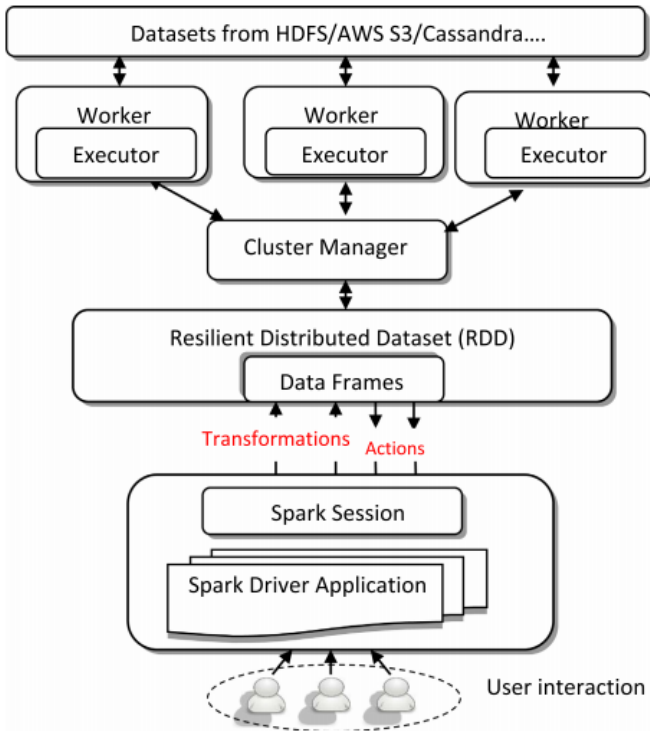 Datasets from HDFS/AWS S3/Cassandra....
Worker
Executor
Worker
Executor
Worker
Executor
Cluster Manager
Resilient Distributed Dataset (RDD)
Data Frames
Transformations
Actions
Spark Session
Spark Driver Application
User interaction